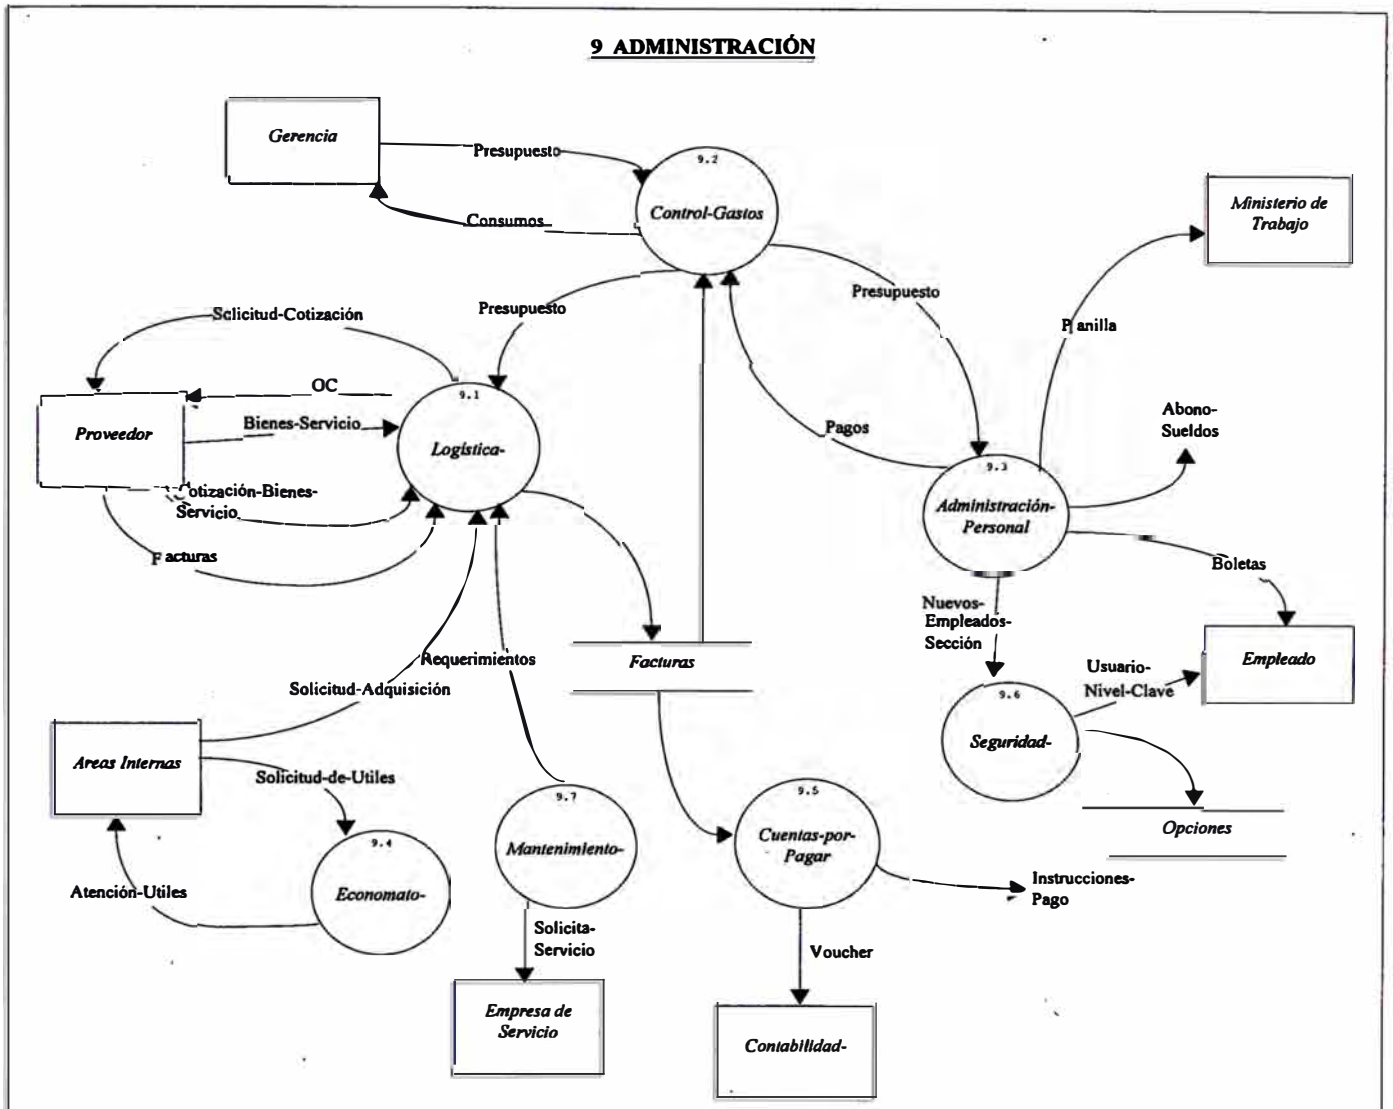 9 ADMINISTRACIÓN
Gerencia
Presupuesto
9.2
Control-Gastos
Consumos
Ministerio de
Trabajo
Presupuesto
Planilla
Solicitud-Cotización
Presupuesto
OC
9.1
Logística-
Proveedor
Bienes-Servicio
Cotización-Bienes-
Servicio
Facturas
Pagos
Abono-
Sueldos
9.3
Administración-
Personal
Boletas
Nuevos-
Empleados-
Sección
Requerimientos
Solicitud-Adquisición
Facturas
Usuario-
Nivel-Clave
Empleado
9.6
Seguridad-
Opciones
Areas Internas
Solicitud-de-Utiles
9.4
Economato-
Atención-Utiles
9.7
Mantenimiento-
Solicita-
Servicio
Empresa de
Servicio
9.5
Cuentas-por-
Pagar
Instrucciones-
Pago
Voucher
Contabilidad-